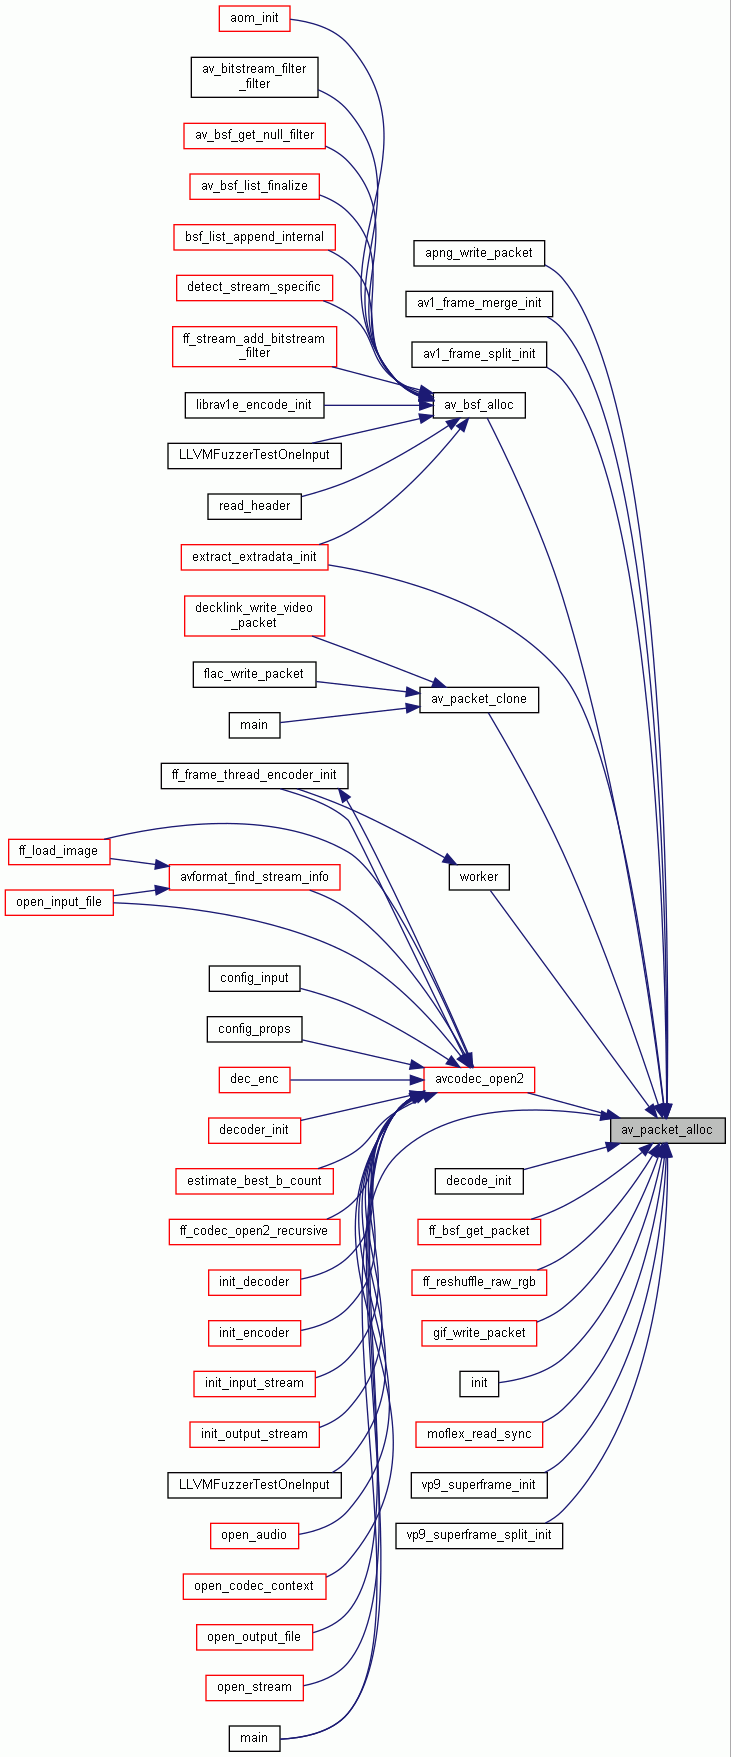 aom_init
av_bitstream_filter
_filter
av_bsf_get_null_filter
av_bsf_list_finalize
bsf_list_append_internal
apng_write_packet
detect_stream_specific
av1_frame_merge_init
ff_stream_add_bitstream
_filter
av1_frame_split_init
librav1e_encode_init
av_bsf_alloc
LLVMFuzzerTestOneInput
read_header
extract_extradata_init
decklink_write_video
_packet
flac_write_packet
av_packet_clone
main
ff_frame_thread_encoder_init
ff_load_image
avformat_find_stream_info
worker
open_input_file
config_input
config_props
dec_enc
avcodec_open2
decoder_init
av_packet_alloc
estimate_best_b_count
decode_init
ff_codec_open2_recursive
ff_bsf_get_packet
init_decoder
ff_reshuffle_raw_rgb
init_encoder
gif_write_packet
init_input_stream
init
init_output_stream
moflex_read_sync
LLVMFuzzerTestOneInput
vp9_superframe_init
open_audio
vp9_superframe_split_init
open_codec_context
open_output_file
open_stream
main